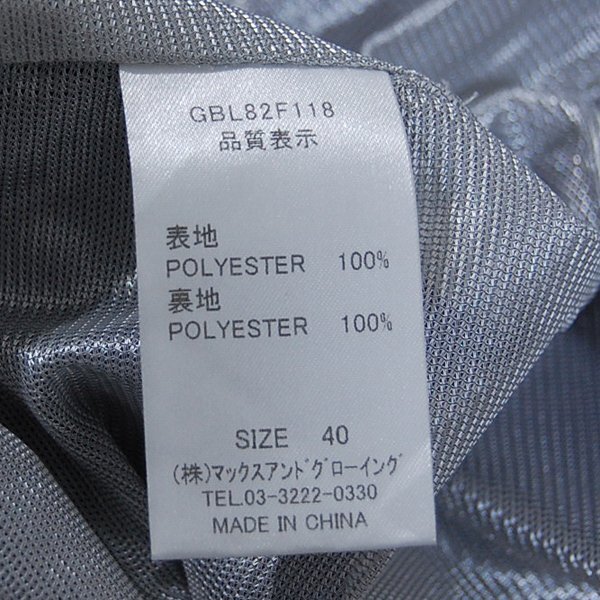 GBL82F118
品質表示
表地
POLYESTER 100%
裏地
POLYESTER 100%
SIZE 40
(株)マックスアンドグローイング
TEL.03-3222-0330
MADE IN CHINA